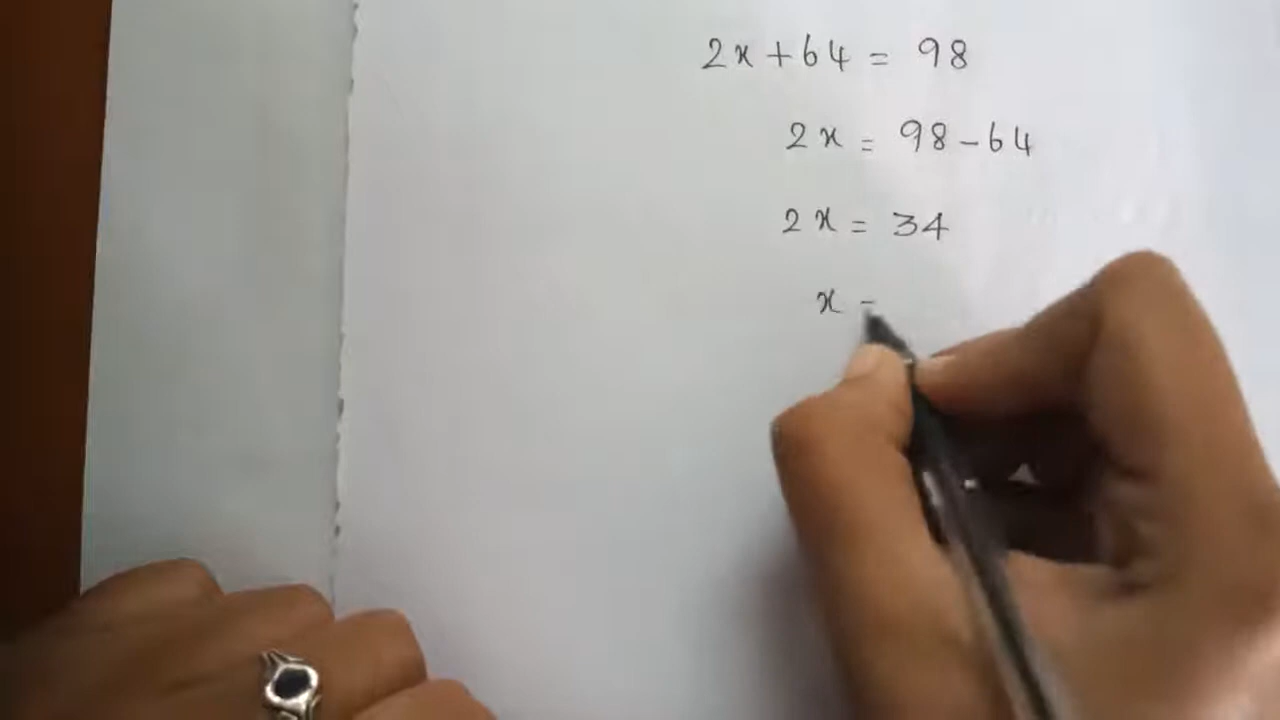 2x + 64 = 98
2x = 98 - 64
2x = 34
x =